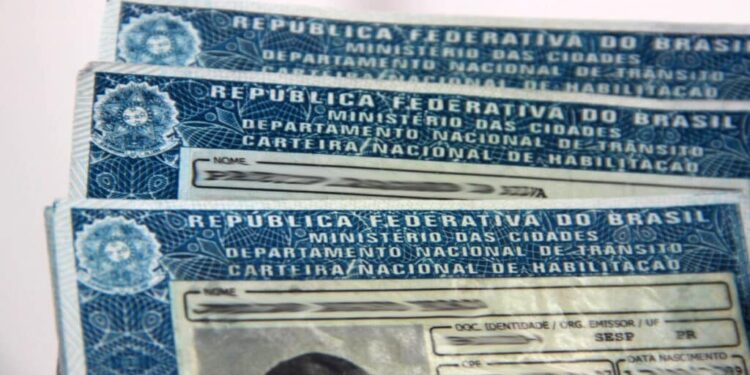 REPÚBLICA FEDERATIVA DO BRASIL
MINISTÉRIO DAS CIDADES
DEPARTAMENTO NACIONAL DE TRÂNSITO
CARTEIRA NACIONAL DE HABILITAÇÃO
REPÚBLICA FEDERATIVA DO BRASIL
MINISTÉRIO DAS CIDADES
DEPARTAMENTO NACIONAL DE TRÂNSITO
CARTEIRA NACIONAL DE HABILITAÇÃO
NOME
REPÚBLICA FEDERATIVA DO BRASIL
MINISTÉRIO DAS CIDADES
DEPARTAMENTO NACIONAL DE TRÂNSITO
CARTEIRA NACIONAL DE HABILITAÇÃO
NOME
DOC. IDENTIDADE / ORG. EMISSOR / UF
SESP PR
CPF DATA NASCIMENTO